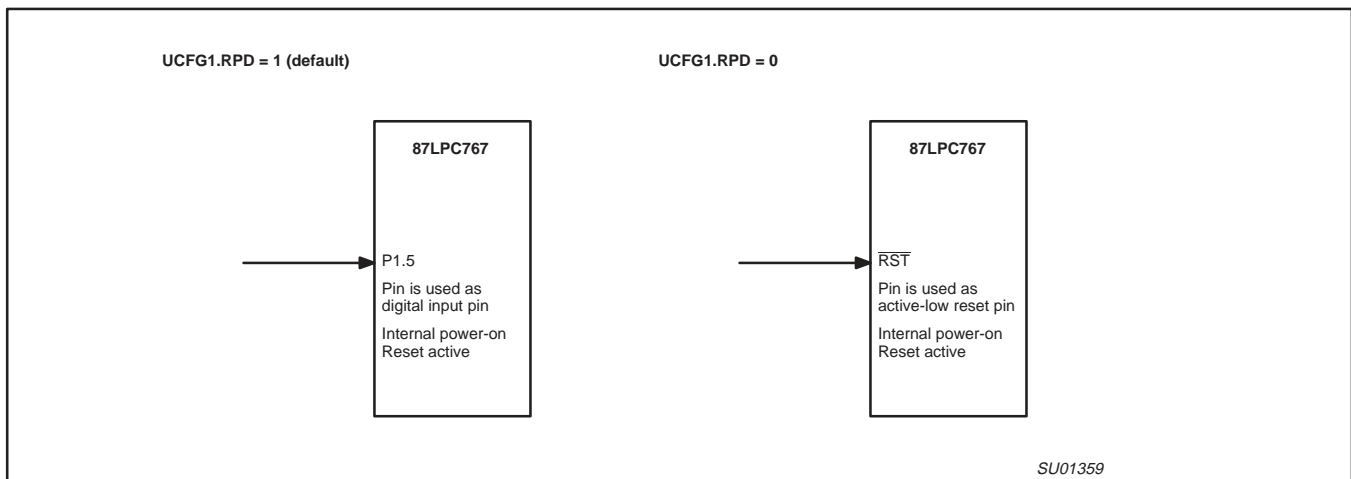 UCFG1.RPD = 1 (default)
87LPC767
P1.5
Pin is used as
digital input pin
Internal power-on
Reset active
UCFG1.RPD = 0
87LPC767
R̅S̅T̅
Pin is used as
active-low reset pin
Internal power-on
Reset active
SU01359